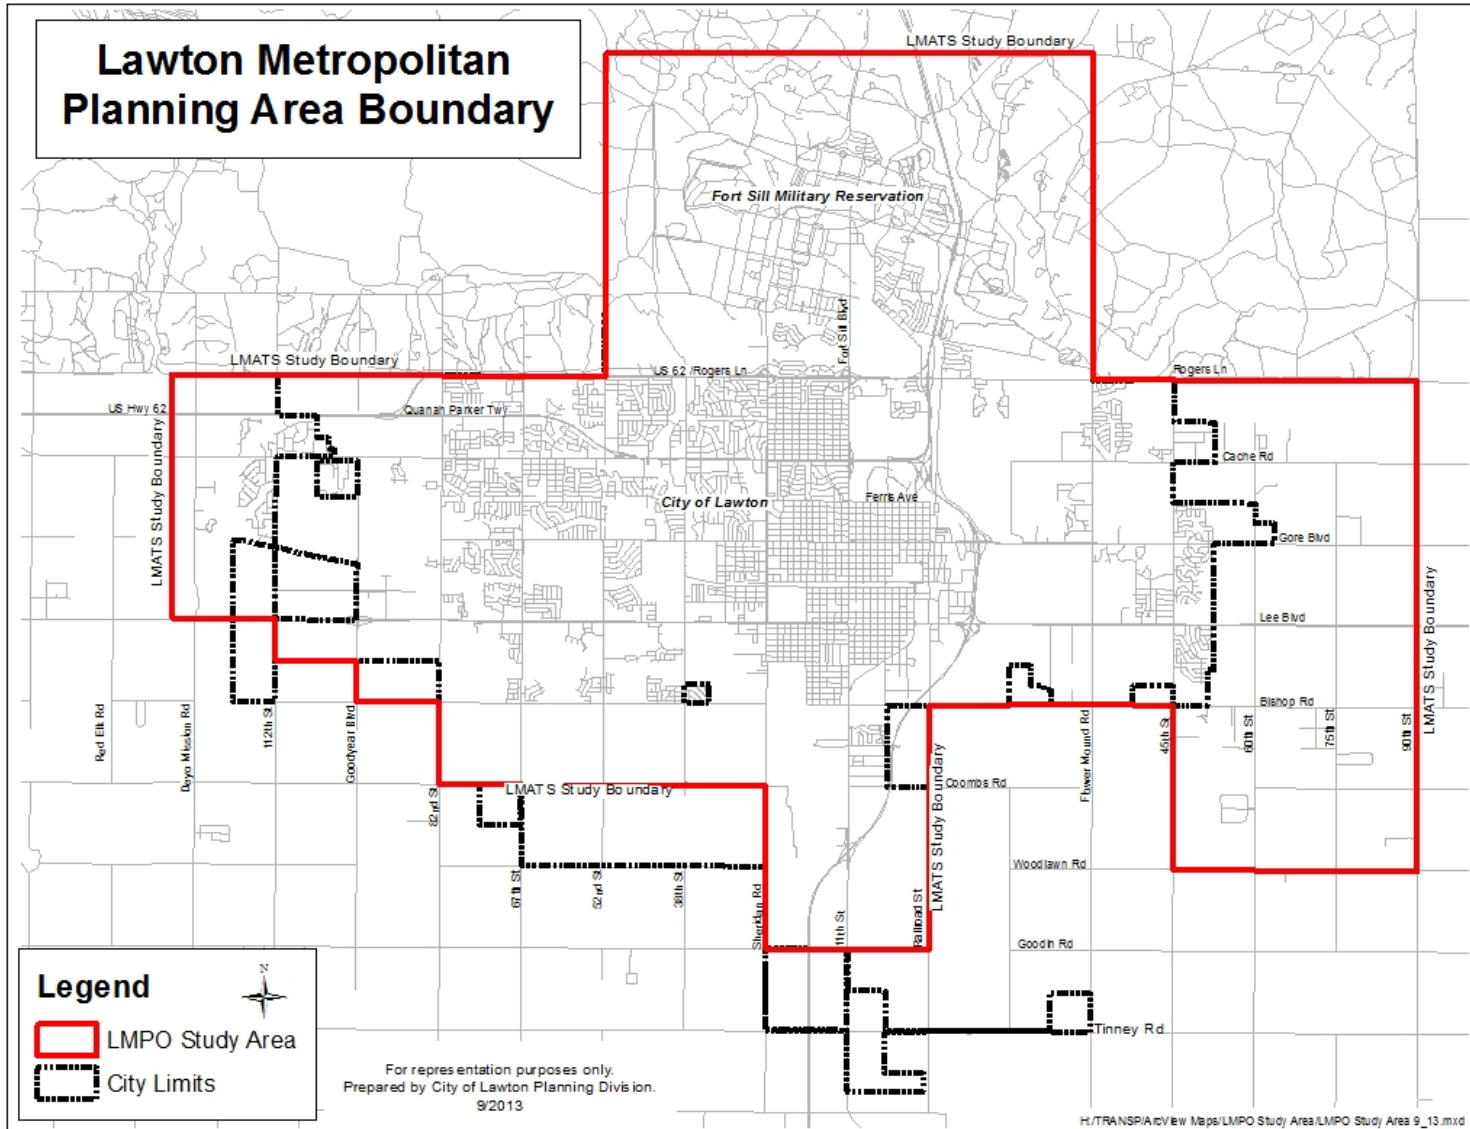 Lawton Metropolitan
Planning Area Boundary
LMATS Study Boundary
Fort Sill Military Reservation
Fort Sill Blvd
LMATS Study Boundary
US 62 /Rogers Ln
Rogers Ln
US Hwy 62
Quanah Parker Twy
Cache Rd
LMATS Study Boundary
City of Lawton
Ferris Ave
Gore Blvd
LMATS Study Boundary
Lee Blvd
Bishop Rd
Red Elk Rd
Deyo Mission Rd
112th St
Goodyear Blvd
82nd St
Flower Mound Rd
45th St
60th St
75th St
90th St
LMATS Study Boundary
Coombs Rd
LMATS Study Boundary
67th St
52nd St
38th St
Sheridan Rd
11th St
Railroad St
Woodlawn Rd
Goodin Rd
Tinney Rd
Legend
N
LMPO Study Area
City Limits
For representation purposes only.
Prepared by City of Lawton Planning Division.
9/2013
H:/TRANSP/ArcView Maps/LMPO Study Area/LMPO Study Area 9_13.mxd